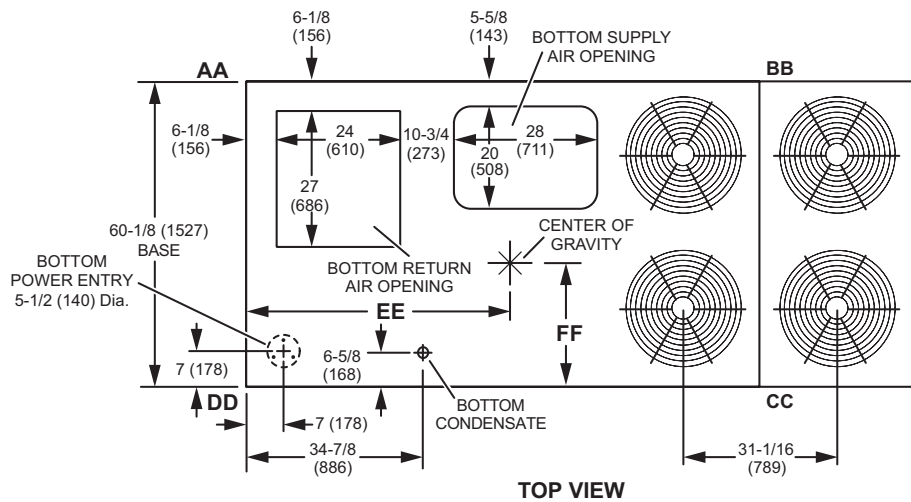 6-1/8
(156)
5-5/8
(143)
BOTTOM SUPPLY
AIR OPENING
AA
BB
6-1/8
(156)
24
(610)
10-3/4
(273)
28
(711)
20
(508)
27
(686)
60-1/8 (1527)
BASE
CENTER OF
GRAVITY
BOTTOM
POWER ENTRY
5-1/2 (140) Dia.
BOTTOM RETURN
AIR OPENING
EE
FF
7 (178)
6-5/8
(168)
DD
CC
7 (178)
BOTTOM
CONDENSATE
34-7/8
(886)
31-1/16
(789)
TOP VIEW